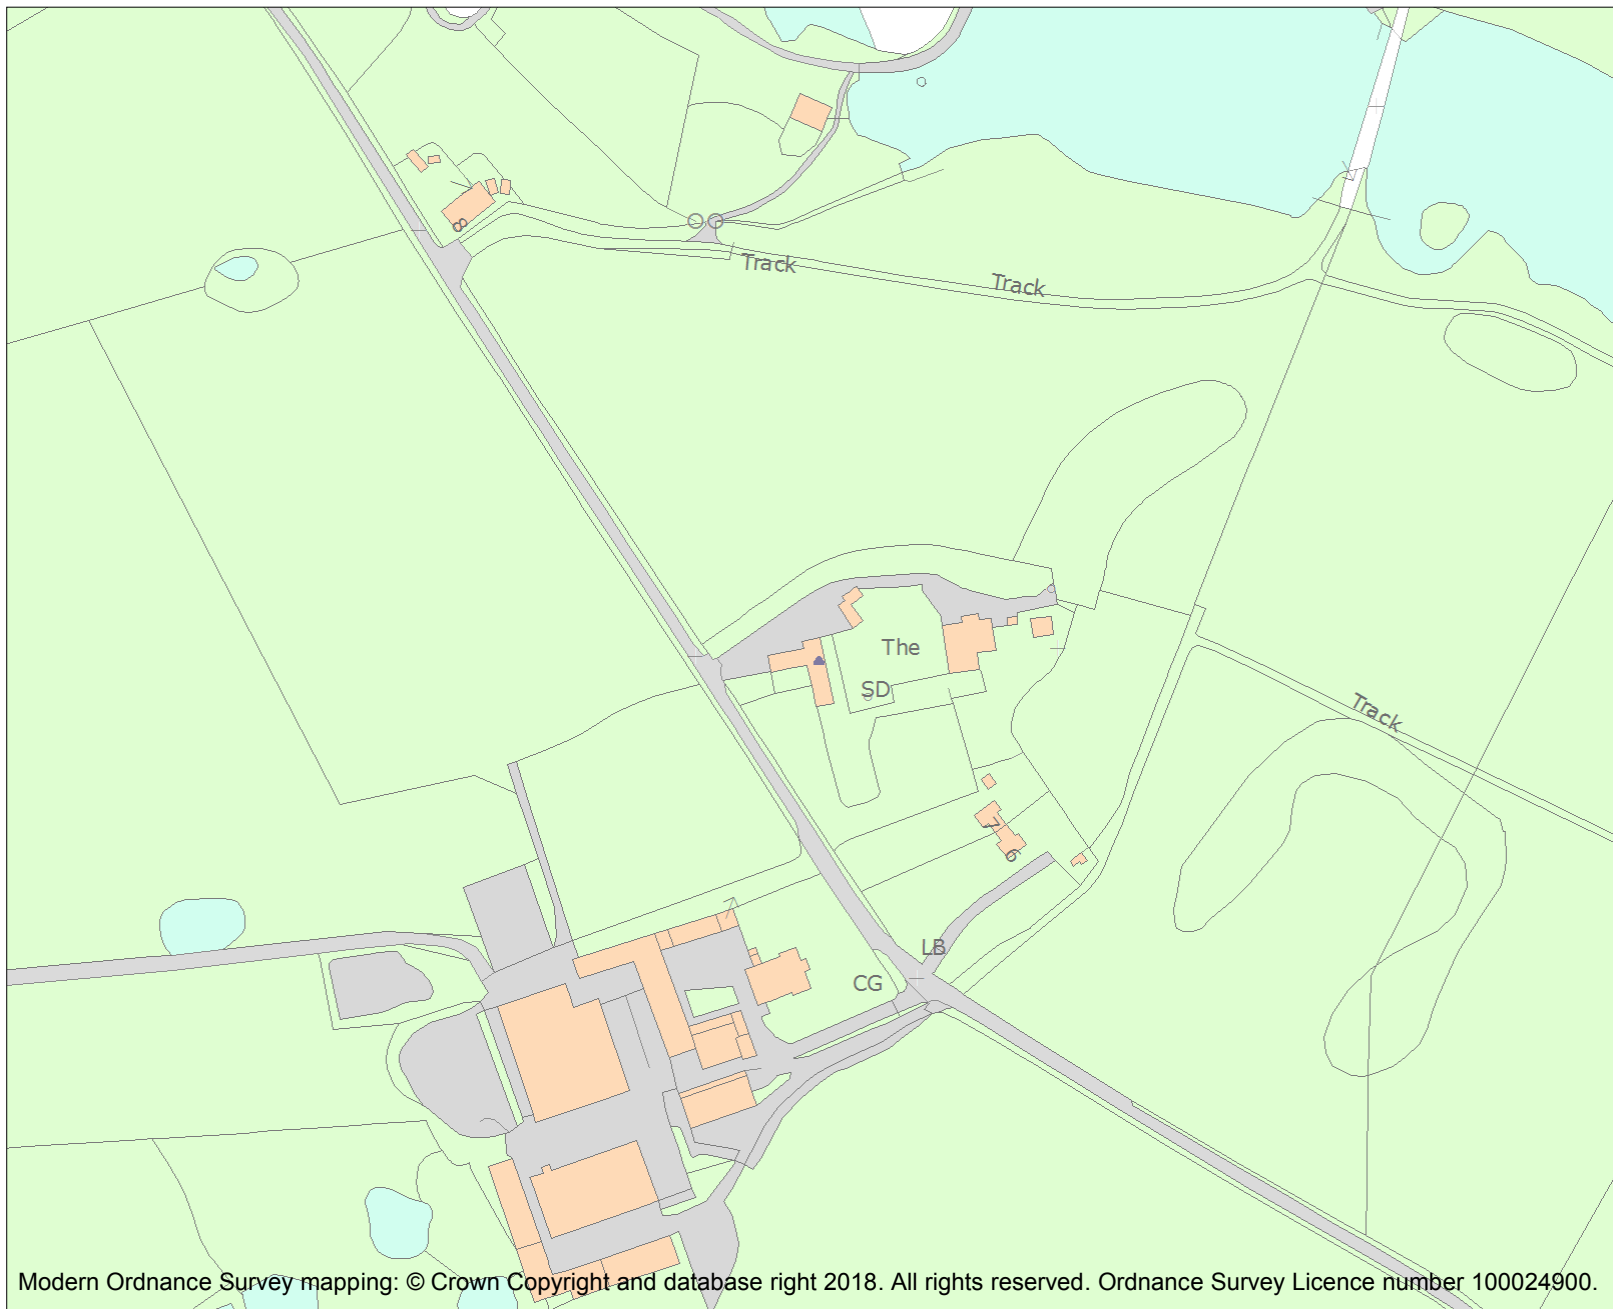 8
Track
Track
The
SD
Track
7
6
LB
CG
Modern Ordnance Survey mapping: © Crown Copyright and database right 2018. All rights reserved. Ordnance Survey Licence number 100024900.